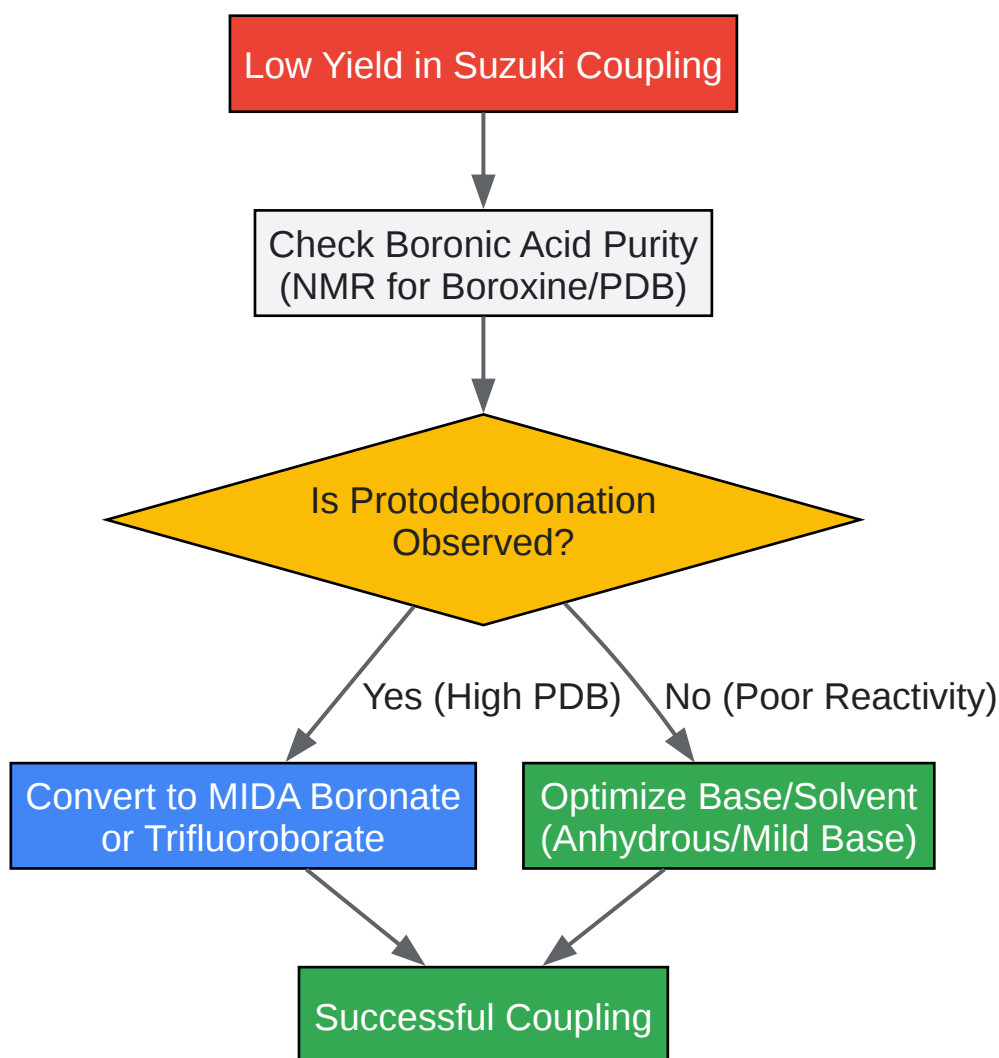 Low Yield in Suzuki Coupling
Check Boronic Acid Purity
(NMR for Boroxine/PDB)
Is Protodeboronation
Observed?
Yes (High PDB)
No (Poor Reactivity)
Convert to MIDA Boronate
or Trifluoroborate
Optimize Base/Solvent
(Anhydrous/Mild Base)
Successful Coupling